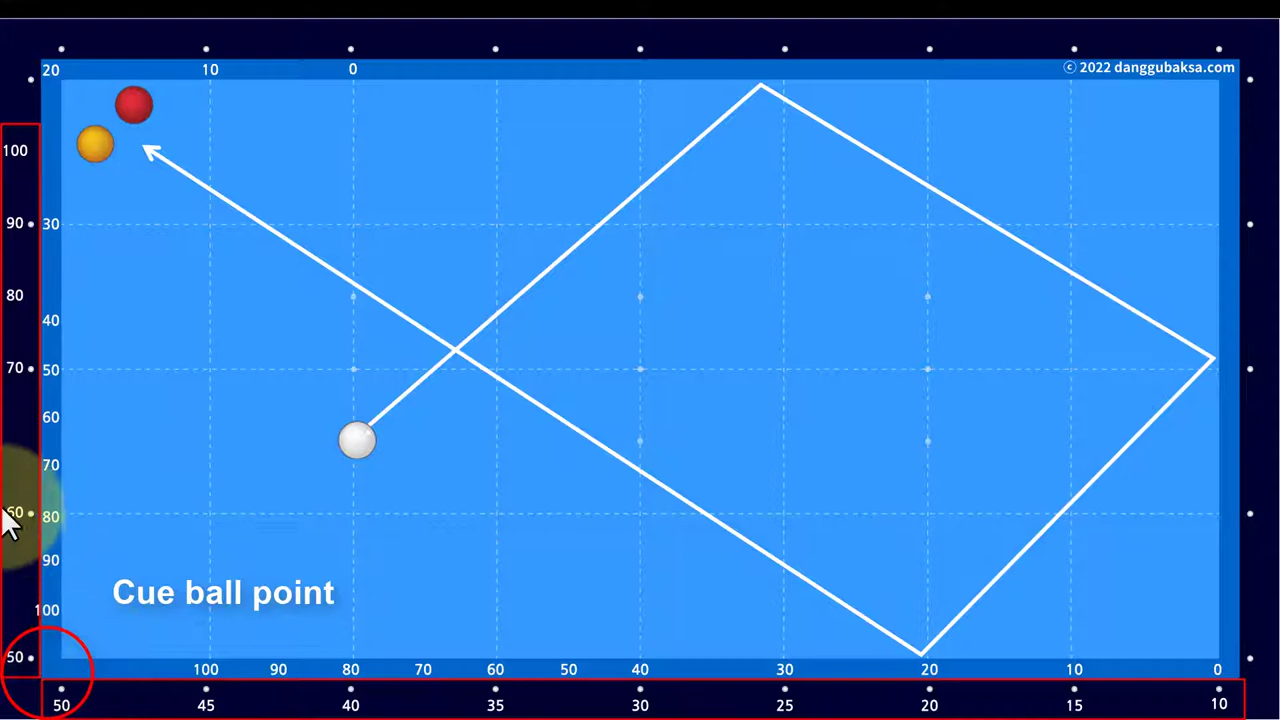 20 10 0 © 2022 danggubaksa.com
100
90 30
80
40
70 50
60
70
60 80
90
Cue ball point
100
50
100 90 80 70 60 50 40 30 20 10 0
50 45 40 35 30 25 20 15 10